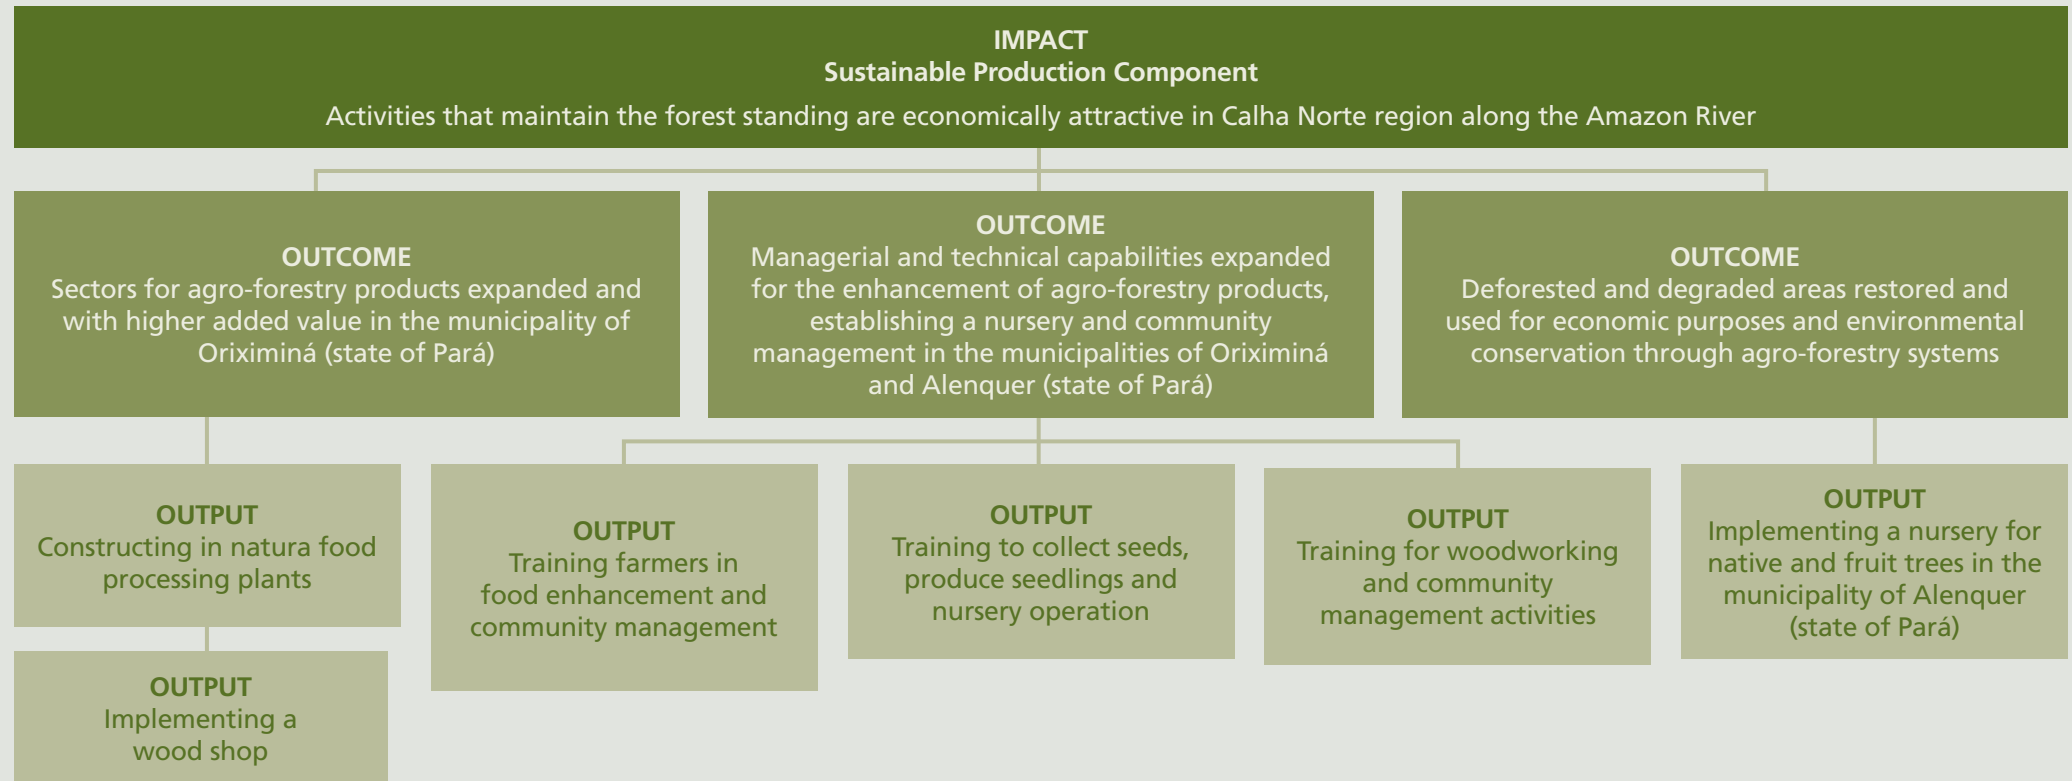 IMPACT
Sustainable Production Component
Activities that maintain the forest standing are economically attractive in Calha Norte region along the Amazon River
OUTCOME
Sectors for agro-forestry products expanded and
with higher added value in the municipality of
Oriximiná (state of Pará)
OUTCOME
Managerial and technical capabilities expanded
for the enhancement of agro-forestry products,
establishing a nursery and community
management in the municipalities of Oriximiná
and Alenquer (state of Pará)
OUTCOME
Deforested and degraded areas restored and
used for economic purposes and environmental
conservation through agro-forestry systems
OUTPUT
Constructing in natura food
processing plants
OUTPUT
Implementing a
wood shop
OUTPUT
Training farmers in
food enhancement and
community management
OUTPUT
Training to collect seeds,
produce seedlings and
nursery operation
OUTPUT
Training for woodworking
and community
management activities
OUTPUT
Implementing a nursery for
native and fruit trees in the
municipality of Alenquer
(state of Pará)